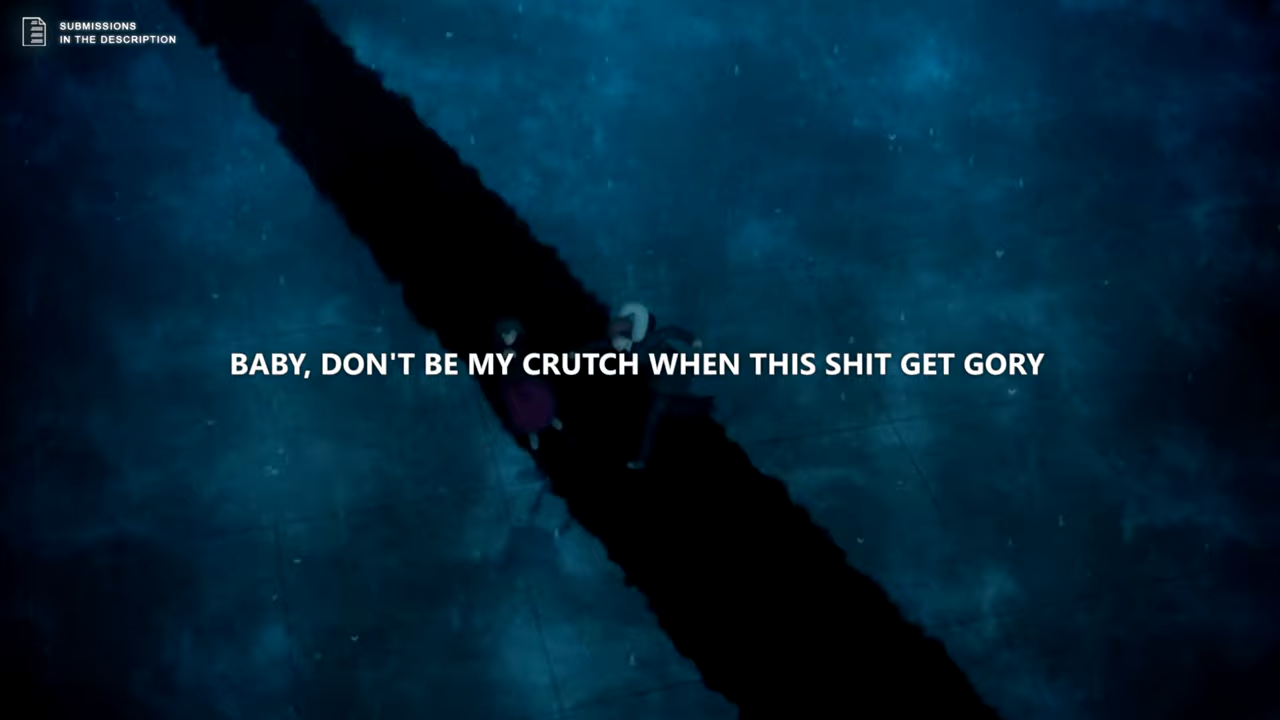 SUBMISSIONS
IN THE DESCRIPTION
BABY, DON'T BE MY CRUTCH WHEN THIS SHIT GET GORY